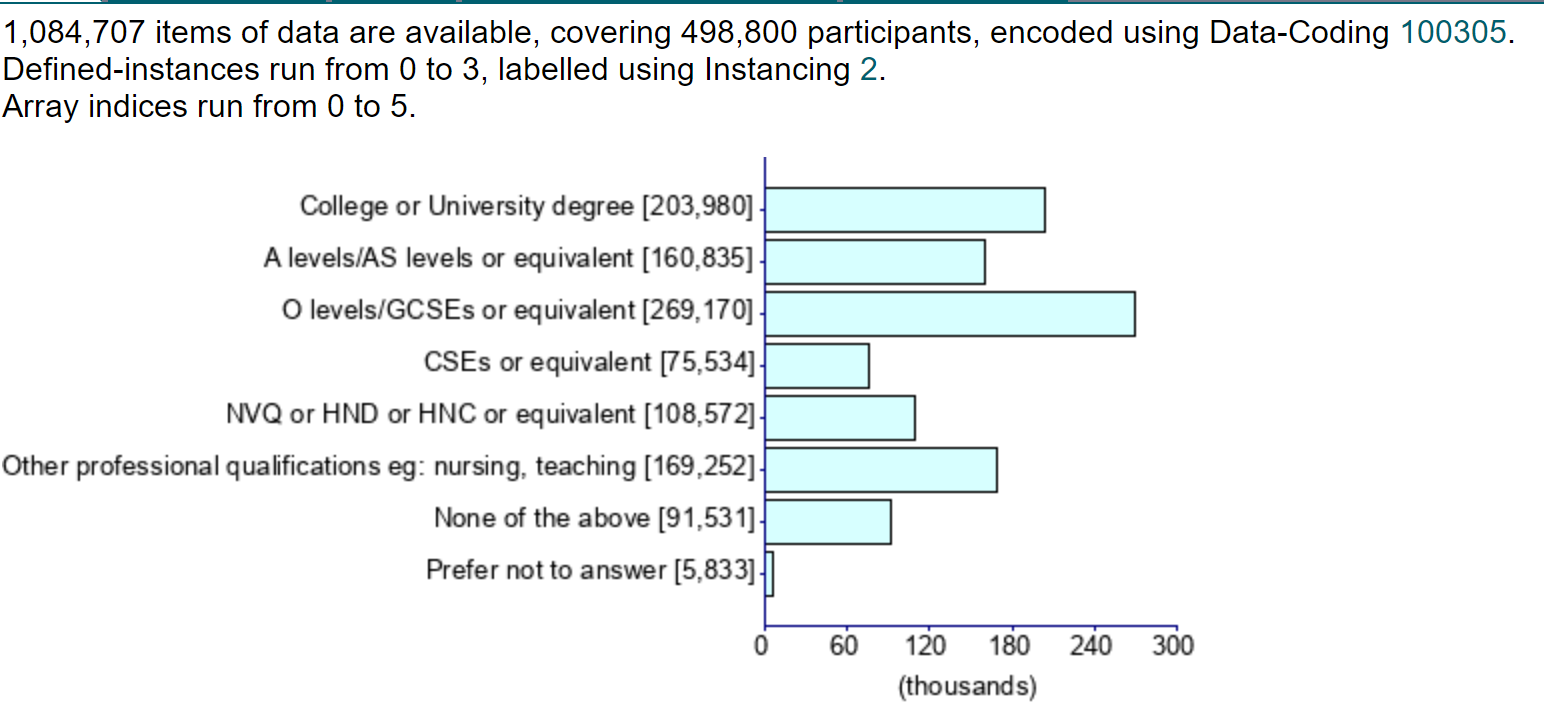 1,084,707 items of data are available, covering 498,800 participants, encoded using Data-Coding 100305.
Defined-instances run from 0 to 3, labelled using Instancing 2.
Array indices run from 0 to 5.
College or University degree [203,980]
A levels/AS levels or equivalent [160,835]
O levels/GCSEs or equivalent [269,170]
CSEs or equivalent [75,534]
NVQ or HND or HNC or equivalent [108,572]
Other professional qualifications eg: nursing, teaching [169,252]
None of the above [91,531]
Prefer not to answer [5,833]
0 60 120 180 240 300
(thousands)